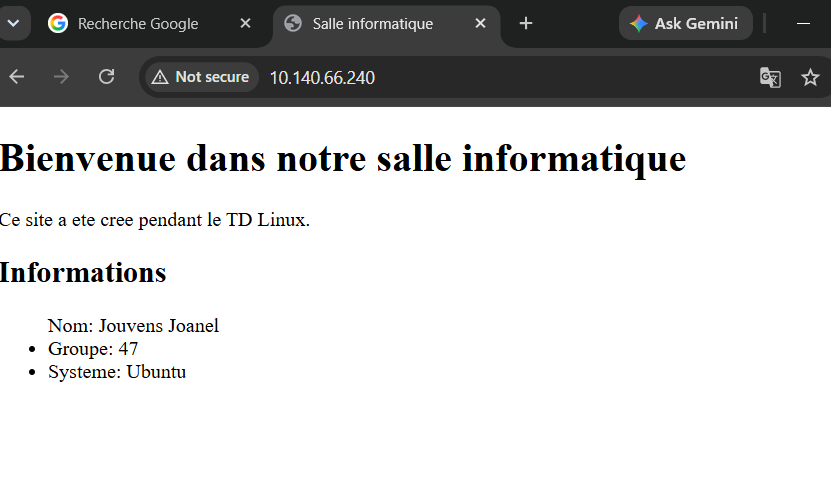 Recherche Google
Salle informatique
Ask Gemini
Not secure
10.140.66.240
Bienvenue dans notre salle informatique
Ce site a ete cree pendant le TD Linux.
Informations
Nom: Jouvens Joanel
Groupe: 47
Systeme: Ubuntu